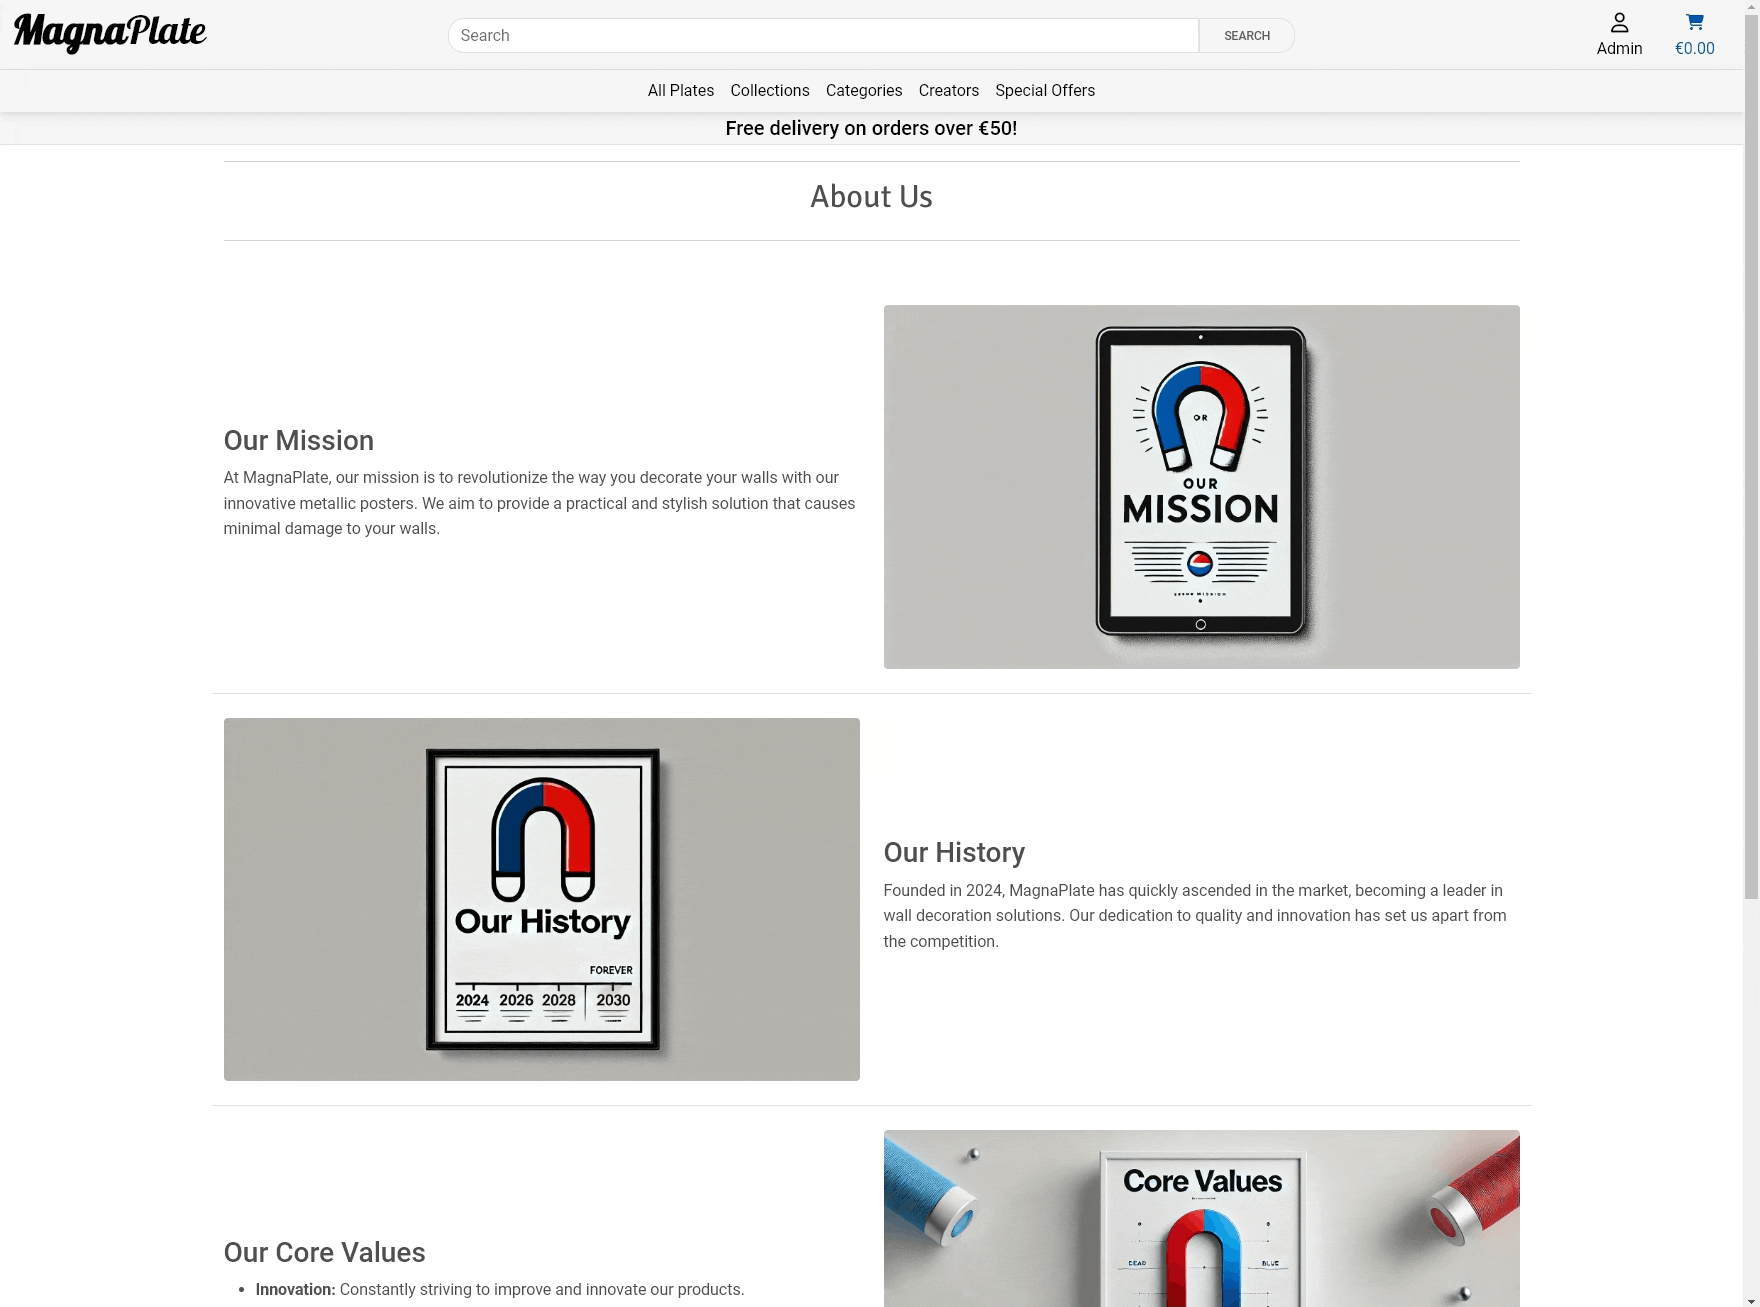 MagnaPlate
Search
SEARCH
Admin
€0.00
All Plates
Collections
Categories
Creators
Special Offers
Free delivery on orders over €50!
About Us
Our Mission
At MagnaPlate, our mission is to revolutionize the way you decorate your walls with our
innovative metallic posters. We aim to provide a practical and stylish solution that causes
minimal damage to your walls.
OR
OUR
MISSION
Our History
FOREVER
2024 2026 2028 2030
Our History
Founded in 2024, MagnaPlate has quickly ascended in the market, becoming a leader in
wall decoration solutions. Our dedication to quality and innovation has set us apart from
the competition.
Our Core Values
• Innovation: Constantly striving to improve and innovate our products.
Core Values
BLUE